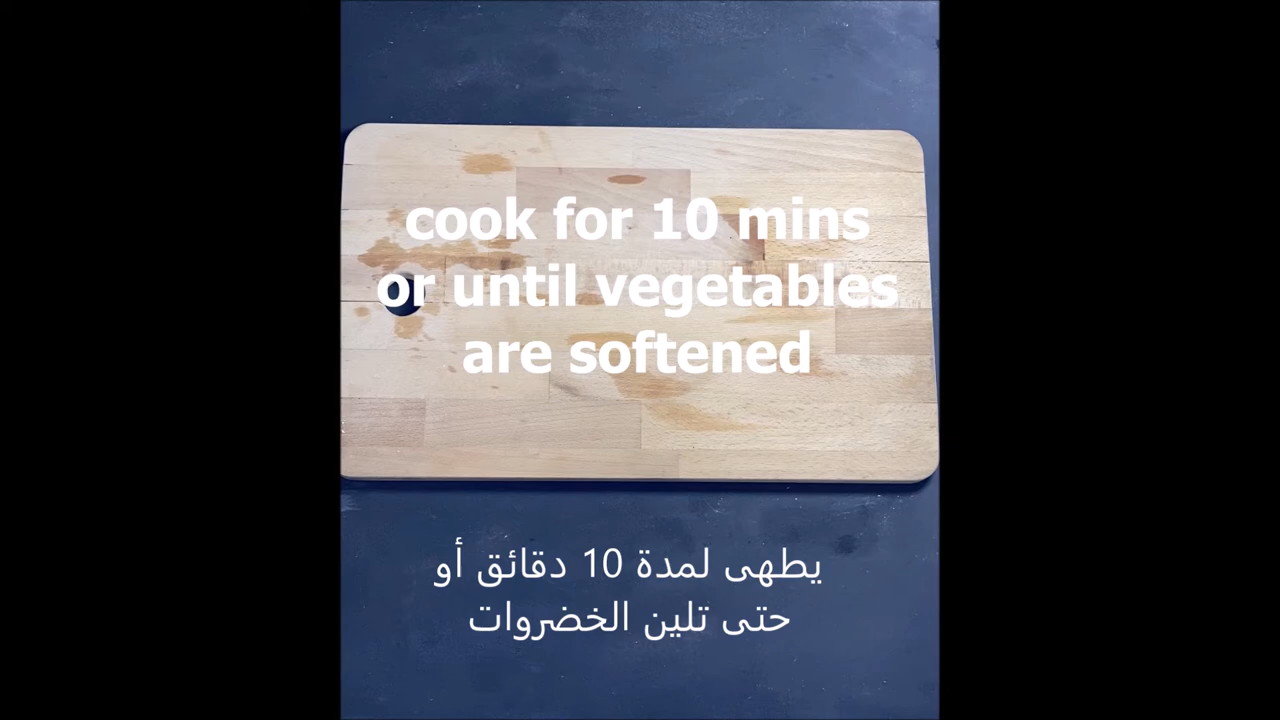 cook for 10 mins
or until vegetables
are softened
يطهى لمدة 10 دقائق أو
حتى تلين الخضروات